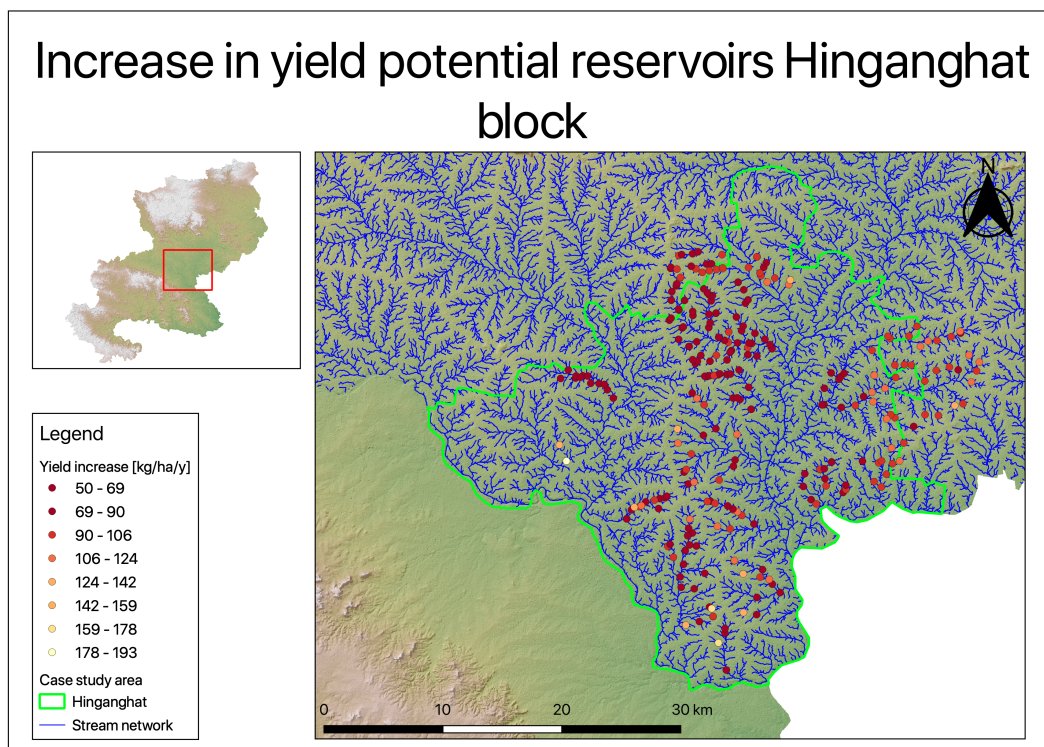 Increase in yield potential reservoirs Hinganghat
block
N
Legend
Yield increase [kg/ha/y]
50 - 69
69 - 90
90 - 106
106 - 124
124 - 142
142 - 159
159 - 178
178 - 193
Case study area
Hinganghat
Stream network
0 10 20 30 km